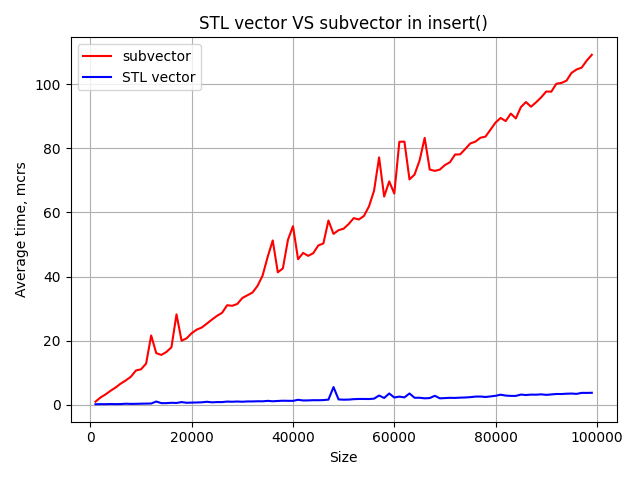 STL vector VS subvector in insert()
subvector
STL vector
Average time, mcrs
100
80
60
40
20
0
0 20000 40000 60000 80000 100000
Size